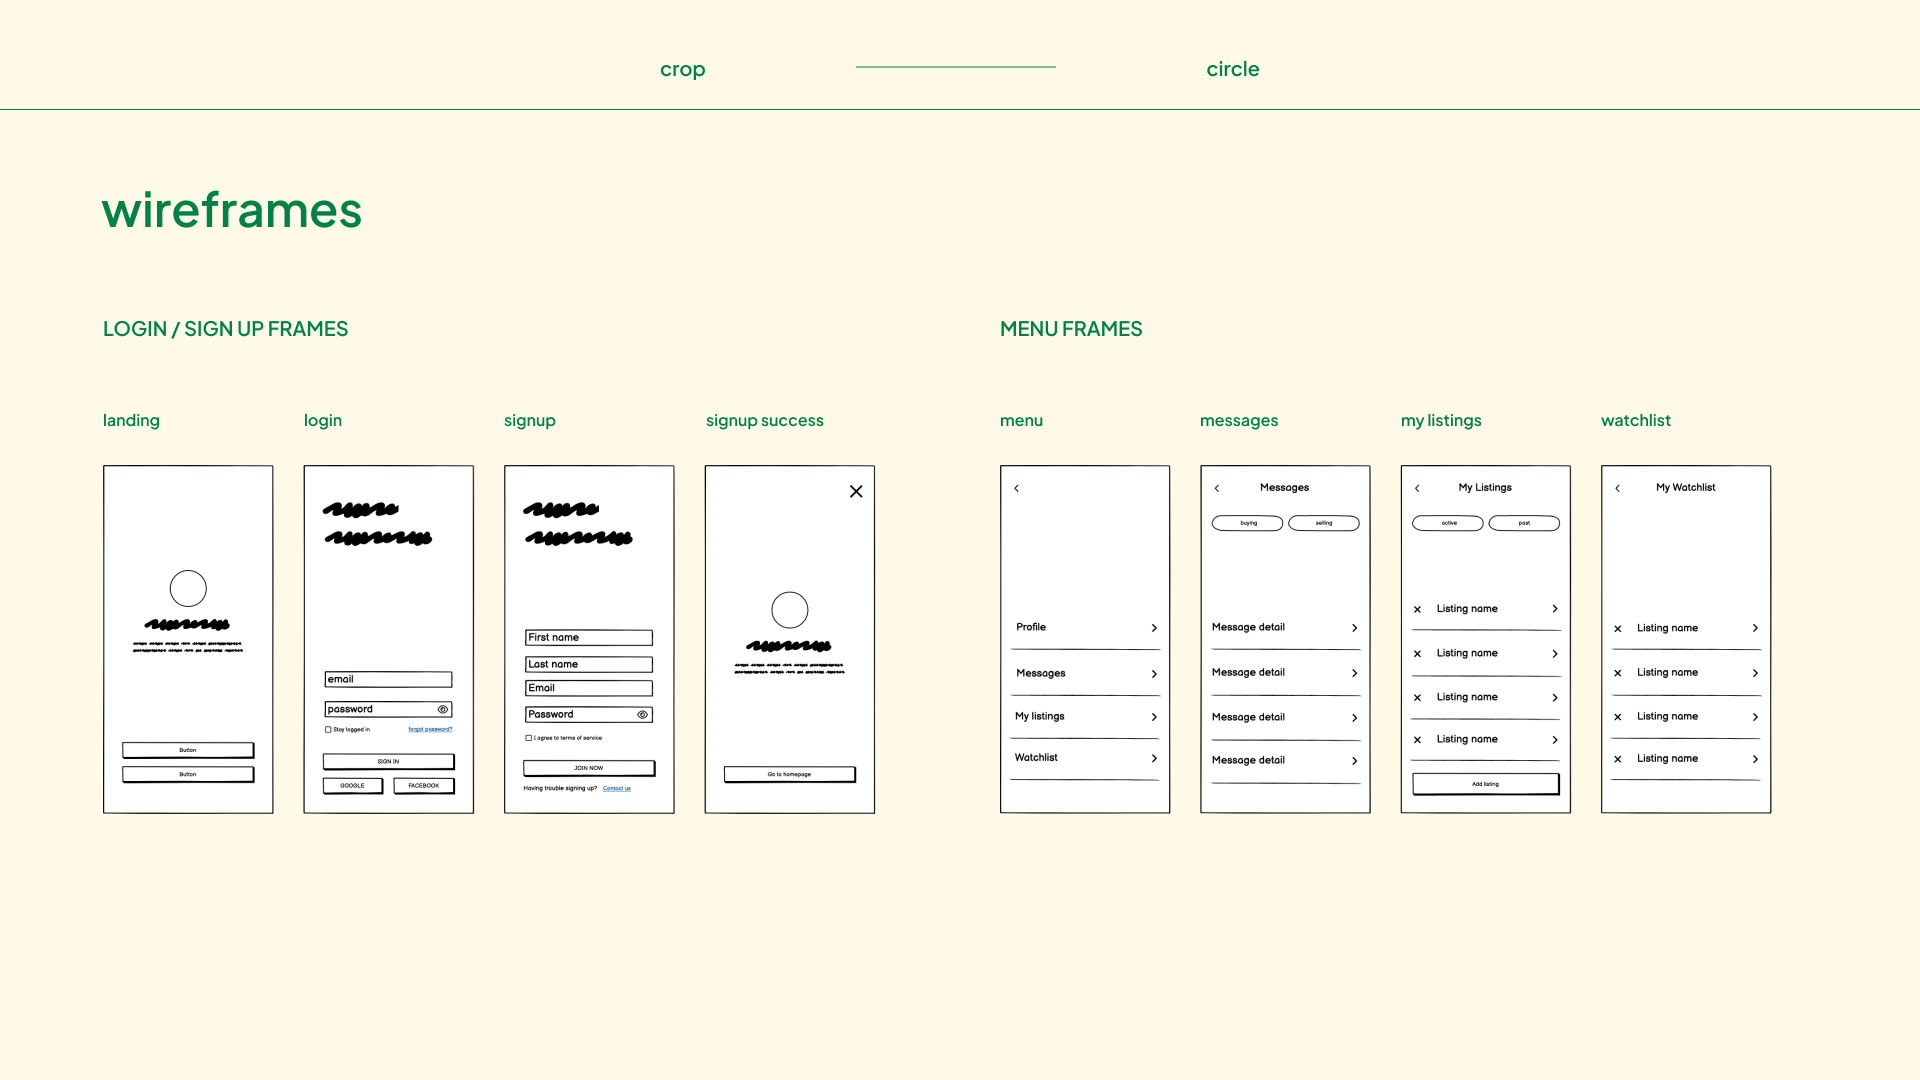 crop
circle
wireframes
LOGIN / SIGN UP FRAMES
landing
login
signup
signup success
Button
Button
email
password
Stay logged in
forgot password?
SIGN IN
GOOGLE
FACEBOOK
First name
Last name
Email
Password
I agree to terms of service
JOIN NOW
Having trouble signing up? Contact us
Go to homepage
MENU FRAMES
menu
messages
my listings
watchlist
Profile
Messages
My listings
Watchlist
Messages
buying
selling
Message detail
Message detail
Message detail
Message detail
My Listings
active
past
Listing name
Listing name
Listing name
Listing name
Add listing
My Watchlist
Listing name
Listing name
Listing name
Listing name